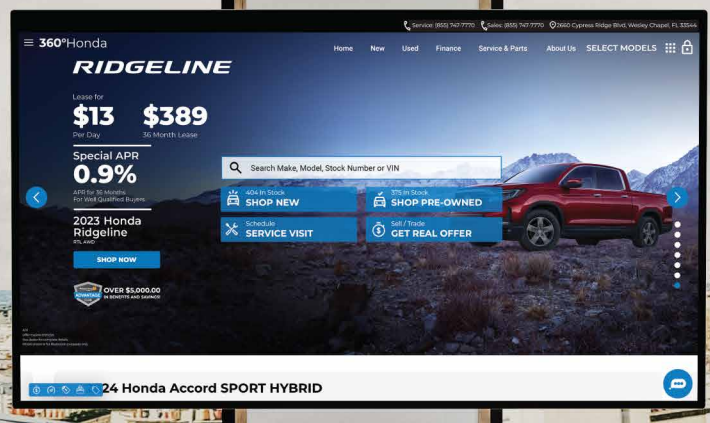 Service: (855) 747-7770 Sales: (855) 747-7770 2660 Cypress Ridge Blvd, Wesley Chapel, FL 33544
360°Honda
Home New Used Finance Service & Parts About Us SELECT MODELS
RIDGELINE
Lease for
$13 $389
Per Day 36 Month Lease
Special APR
0.9%
APR for 36 Months
For Well Qualified Buyers
2023 Honda
Ridgeline
RTL AWD
SHOP NOW
ADVANTAGE
OVER $5,000.00
IN BENEFITS AND SAVINGS!
Search Make, Model, Stock Number or VIN
404 In Stock
SHOP NEW
375 In Stock
SHOP PRE-OWNED
Schedule
SERVICE VISIT
Sell / Trade
GET REAL OFFER
24 Honda Accord SPORT HYBRID